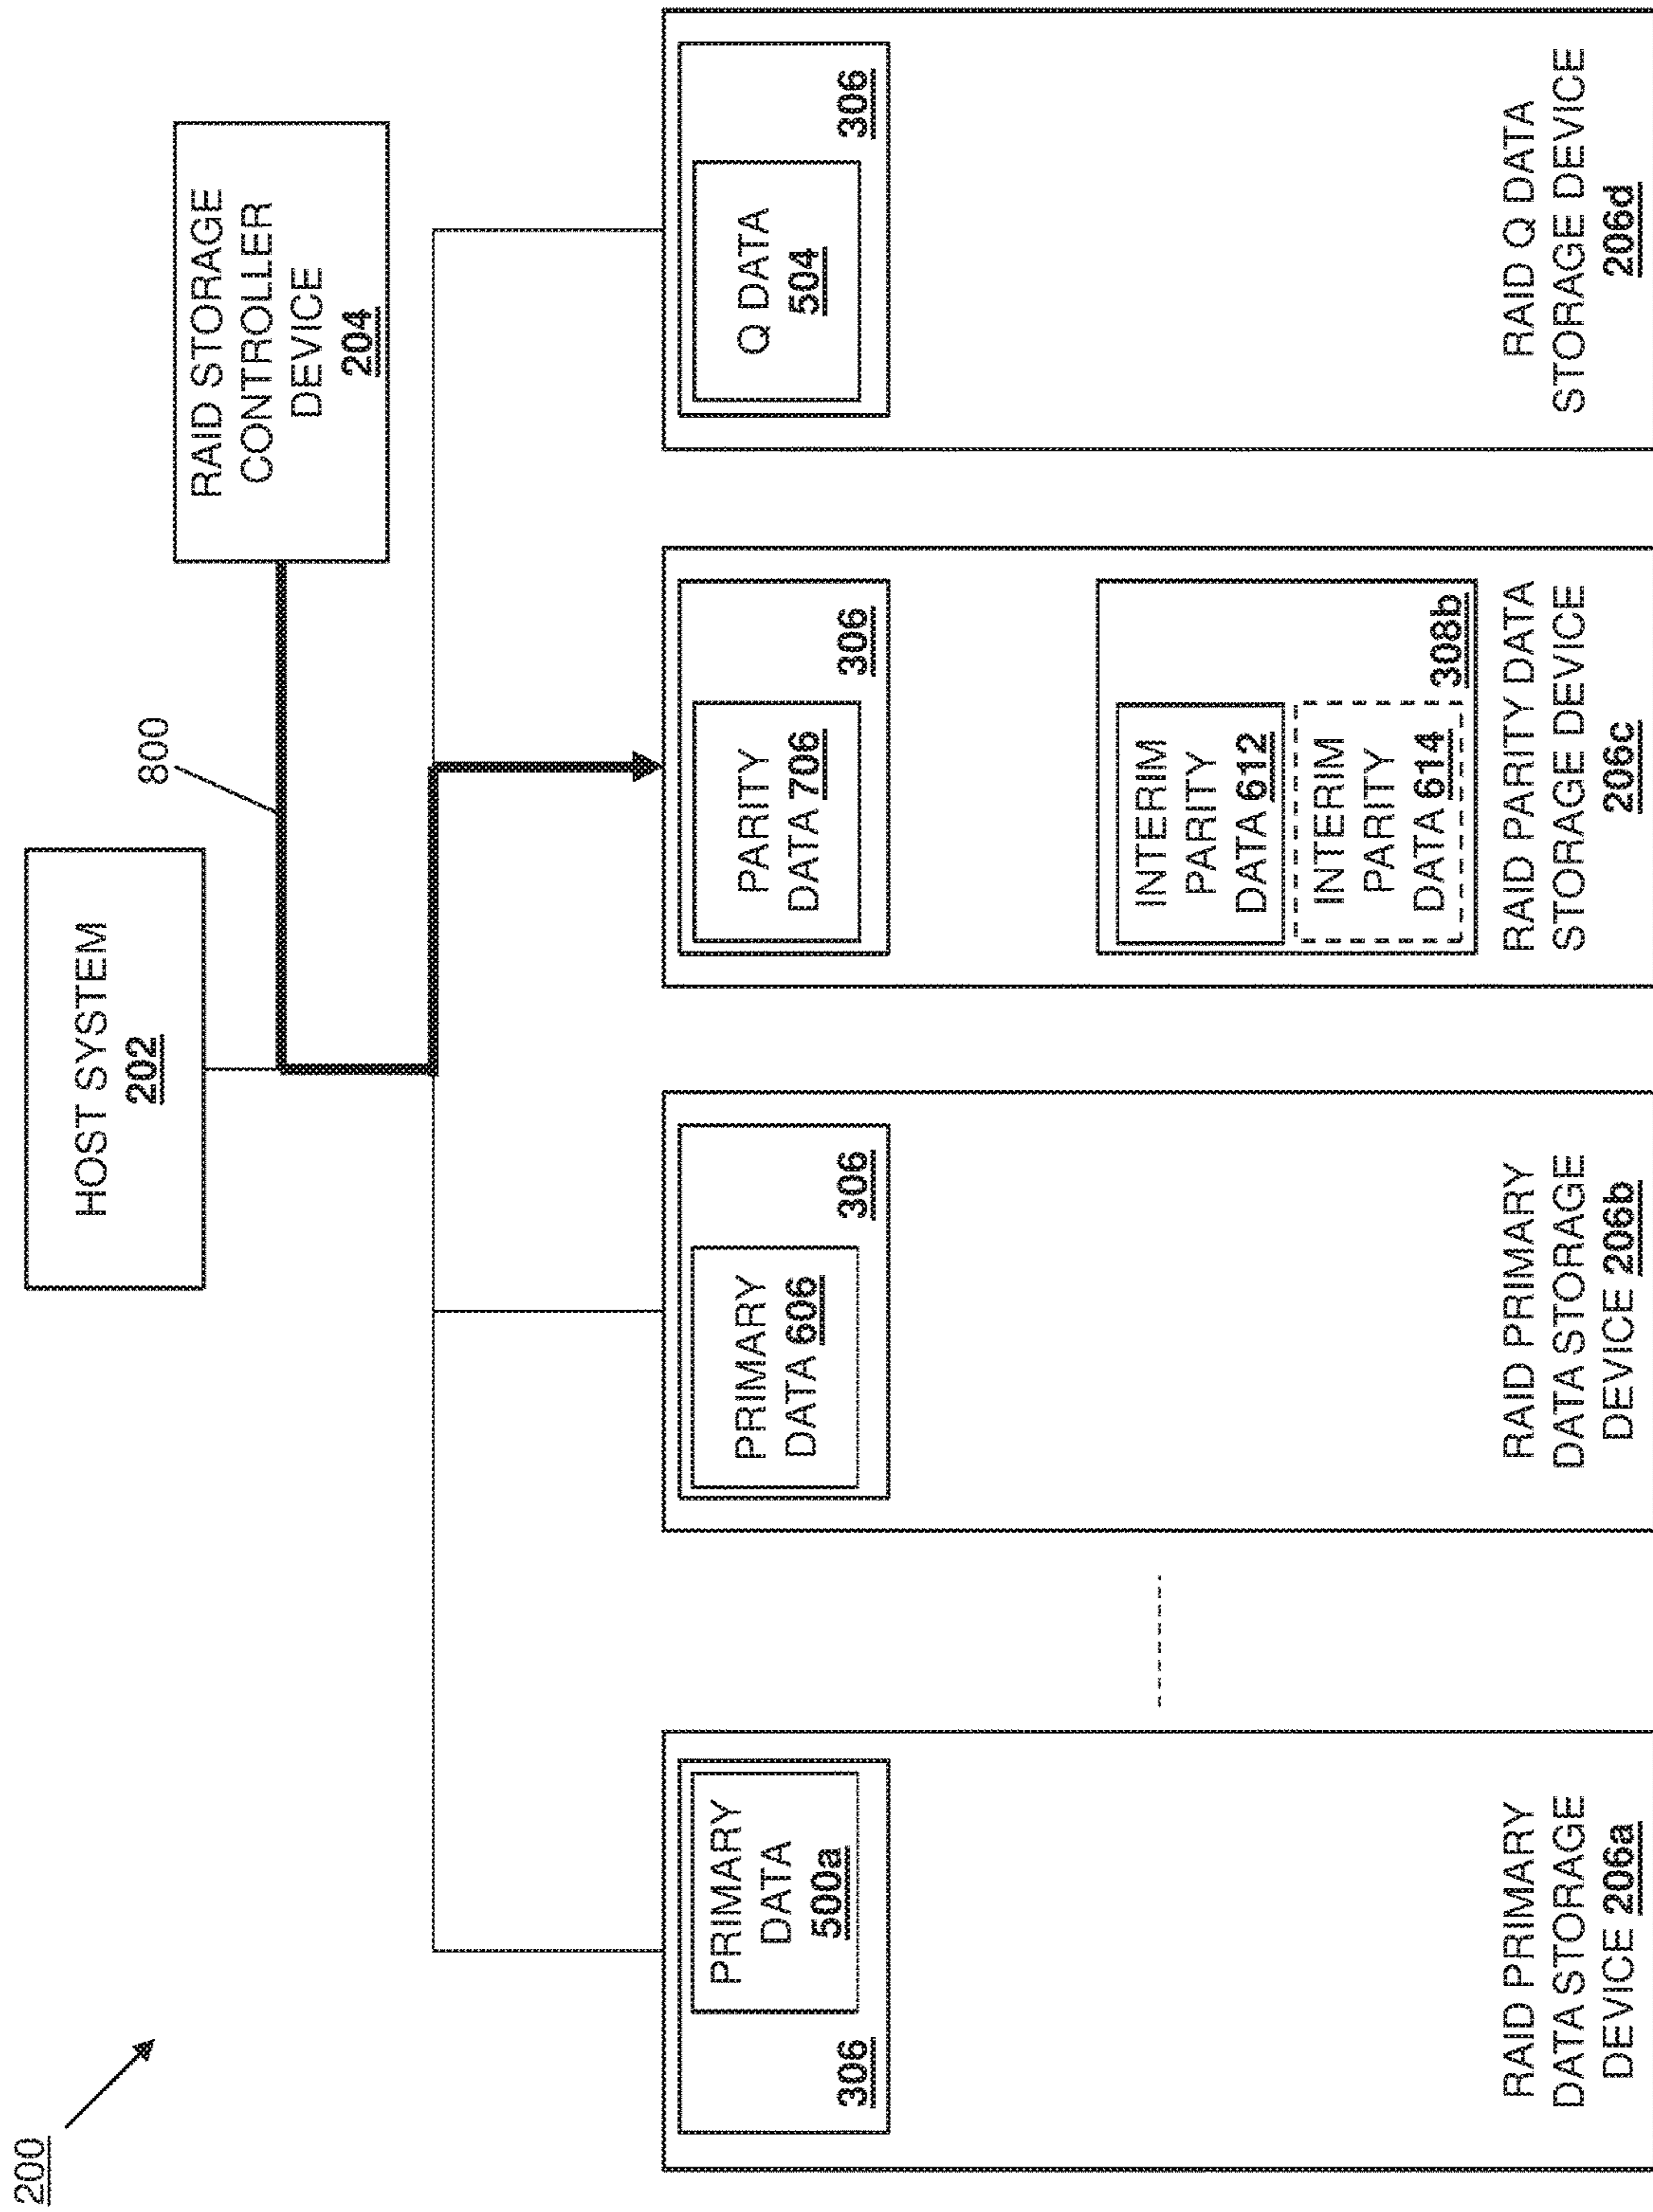 200
HOST SYSTEM
202
800
RAID STORAGE
CONTROLLER
DEVICE
204
PRIMARY
DATA
500a
306
RAID PRIMARY
DATA STORAGE
DEVICE 206a
PRIMARY
DATA 606
306
RAID PRIMARY
DATA STORAGE
DEVICE 206b
PARITY
DATA 706
306
INTERIM
PARITY
DATA 612
INTERIM
PARITY
DATA 614
308b
RAID PARITY DATA
STORAGE DEVICE
206c
Q DATA
504
306
RAID Q DATA
STORAGE DEVICE
206d